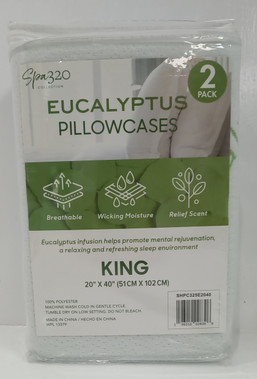 Spa320
COLLECTION
2
PACK
EUCALYPTUS
PILLOWCASES
Breathable
Wicking Moisture
Relief Scent
Eucalyptus infusion helps promote mental rejuvenation,
a relaxing and refreshing sleep environment
KING
20" X 40" (51CM X 102CM)
100% POLYESTER
MACHINE WASH COLD IN GENTLE CYCLE.
TUMBLE DRY ON LOW SETTING. DO NOT BLEACH
MADE IN CHINA / HECHO EN CHINA
SHPC325E2040